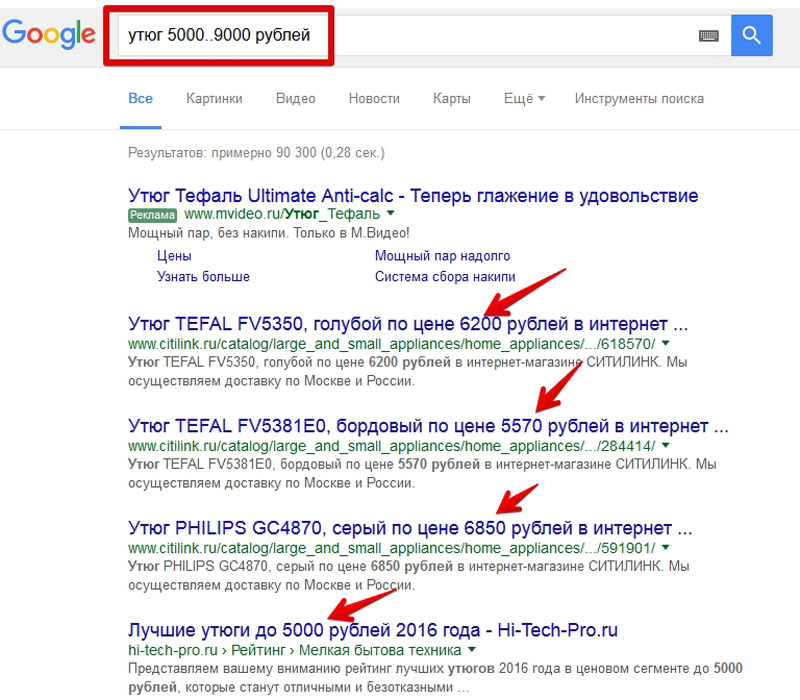 Google
утюг 5000..9000 рублей
Все Картинки Видео Новости Карты Ещё Инструменты поиска
Результатов: примерно 90 300 (0,28 сек.)
Утюг Тефаль Ultimate Anti-calc - Теперь глажение в удовольствие
Реклама www.mvideo.ru/Утюг_Тефаль
Мощный пар, без накипи. Только в М.Видео!
Цены Мощный пар надолго
Узнать больше Система сбора накипи
Утюг TEFAL FV5350, голубой по цене 6200 рублей в интернет ...
www.citilink.ru/catalog/large_and_small_appliances/home_appliances/.../618570/
Утюг TEFAL FV5350, голубой по цене 6200 рублей в интернет-магазине СИТИЛИНК. Мы
осуществляем доставку по Москве и России.
Утюг TEFAL FV5381E0, бордовый по цене 5570 рублей в интернет ...
www.citilink.ru/catalog/large_and_small_appliances/home_appliances/.../284414/
Утюг TEFAL FV5381E0, бордовый по цене 5570 рублей в интернет-магазине СИТИЛИНК. Мы
осуществляем доставку по Москве и России.
Утюг PHILIPS GC4870, серый по цене 6850 рублей в интернет ...
www.citilink.ru/catalog/large_and_small_appliances/home_appliances/.../591901/
Утюг PHILIPS GC4870, серый по цене 6850 рублей в интернет-магазине СИТИЛИНК. Мы
осуществляем доставку по Москве и России.
Лучшие утюги до 5000 рублей 2016 года - Hi-Tech-Pro.ru
hi-tech-pro.ru › Рейтинг › Мелкая бытова техника
Представляем вашему вниманию рейтинг лучших утюгов 2016 года в ценовом сегменте до 5000
рублей, которые станут отличными и безотказными ...